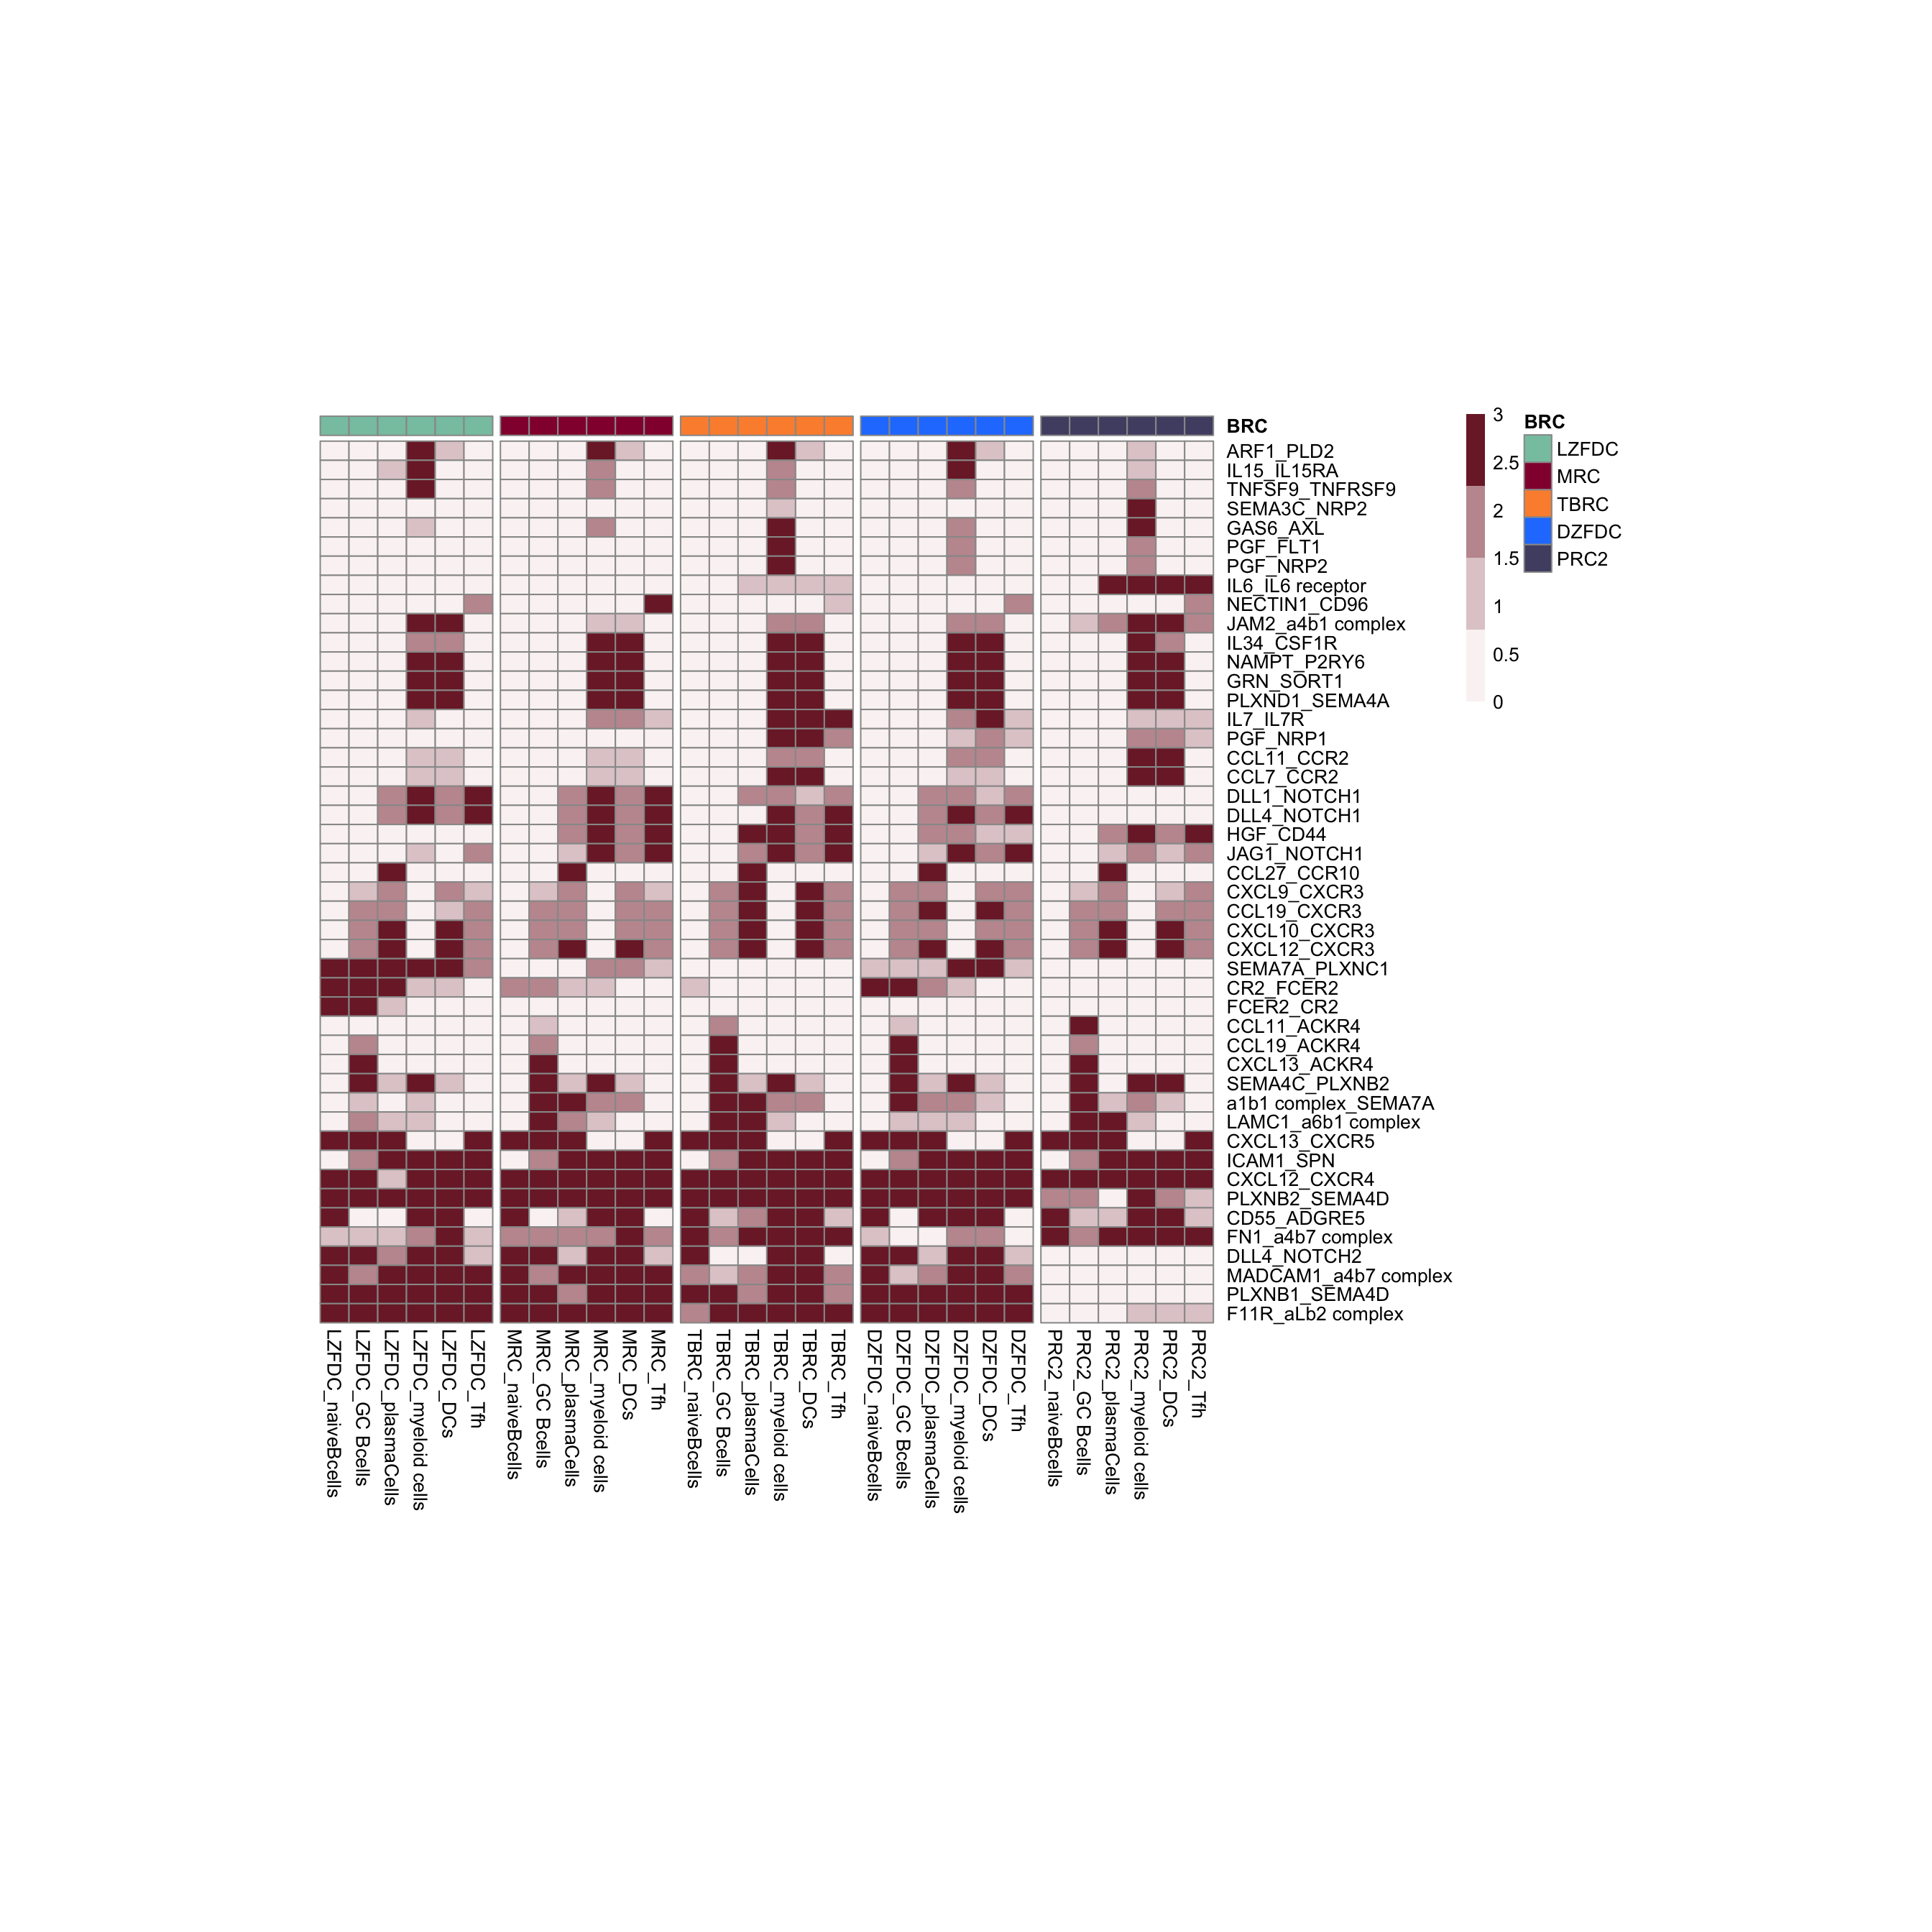 BRC
ARF1_PLD2
IL15_IL15RA
TNFSF9_TNFRSF9
SEMA3C_NRP2
GAS6_AXL
PGF_FLT1
PGF_NRP2
IL6_IL6 receptor
NECTIN1_CD96
JAM2_a4b1 complex
IL34_CSF1R
NAMPT_P2RY6
GRN_SORT1
PLXND1_SEMA4A
IL7_IL7R
PGF_NRP1
CCL11_CCR2
CCL7_CCR2
DLL1_NOTCH1
DLL4_NOTCH1
HGF_CD44
JAG1_NOTCH1
CCL27_CCR10
CXCL9_CXCR3
CCL19_CXCR3
CXCL10_CXCR3
CXCL12_CXCR3
SEMA7A_PLXNC1
CR2_FCER2
FCER2_CR2
CCL11_ACKR4
CCL19_ACKR4
CXCL13_ACKR4
SEMA4C_PLXNB2
a1b1 complex_SEMA7A
LAMC1_a6b1 complex
CXCL13_CXCR5
ICAM1_SPN
CXCL12_CXCR4
PLXNB2_SEMA4D
CD55_ADGRE5
FN1_a4b7 complex
DLL4_NOTCH2
MADCAM1_a4b7 complex
PLXNB1_SEMA4D
F11R_aLb2 complex
3
2.5
2
1.5
1
0.5
0
BRC
LZFDC
MRC
TBRC
DZFDC
PRC2
LZFDC_naiveBcells
LZFDC_GC Bcells
LZFDC_plasmaCells
LZFDC_myeloid cells
LZFDC_DCs
LZFDC_Tfh
MRC_naiveBcells
MRC_GC Bcells
MRC_plasmaCells
MRC_myeloid cells
MRC_DCs
MRC_Tfh
TBRC_naiveBcells
TBRC_GC Bcells
TBRC_plasmaCells
TBRC_myeloid cells
TBRC_DCs
TBRC_Tfh
DZFDC_naiveBcells
DZFDC_GC Bcells
DZFDC_plasmaCells
DZFDC_myeloid cells
DZFDC_DCs
DZFDC_Tfh
PRC2_naiveBcells
PRC2_GC Bcells
PRC2_plasmaCells
PRC2_myeloid cells
PRC2_DCs
PRC2_Tfh